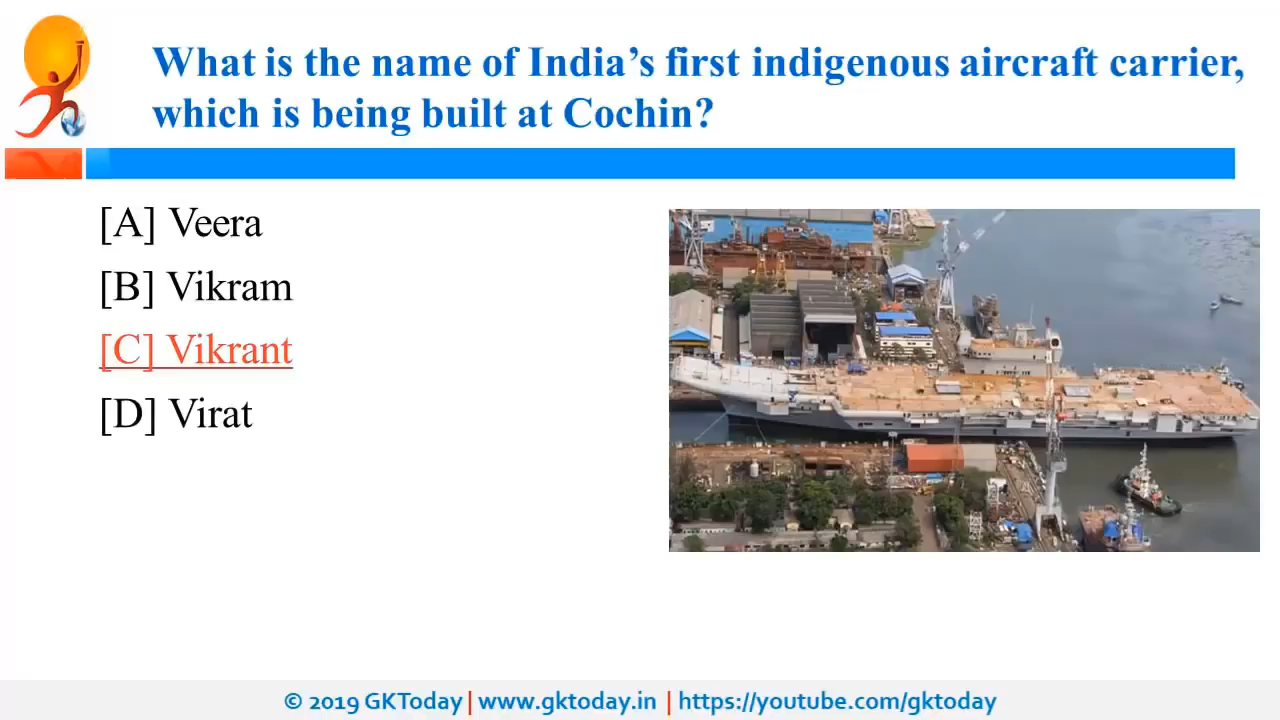 What is the name of India’s first indigenous aircraft carrier,
which is being built at Cochin?
[A] Veera
[B] Vikram
[C] Vikrant
[D] Virat
© 2019 GKToday | www.gktoday.in | https://youtube.com/gktoday